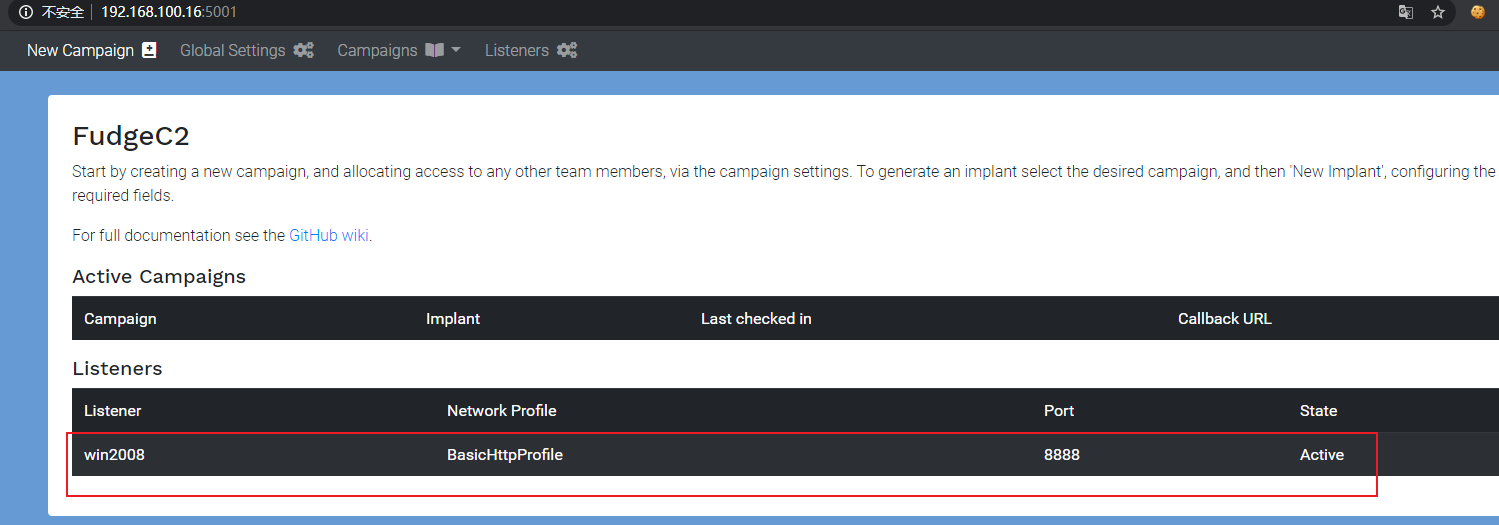 不安全 192.168.100.16:5001
New Campaign Global Settings Campaigns Listeners
FudgeC2
Start by creating a new campaign, and allocating access to any other team members, via the campaign settings. To generate an implant select the desired campaign, and then 'New Implant', configuring the
required fields.
For full documentation see the GitHub wiki.
Active Campaigns
Campaign Implant Last checked in Callback URL
Listeners
Listener Network Profile Port State
win2008 BasicHttpProfile 8888 Active